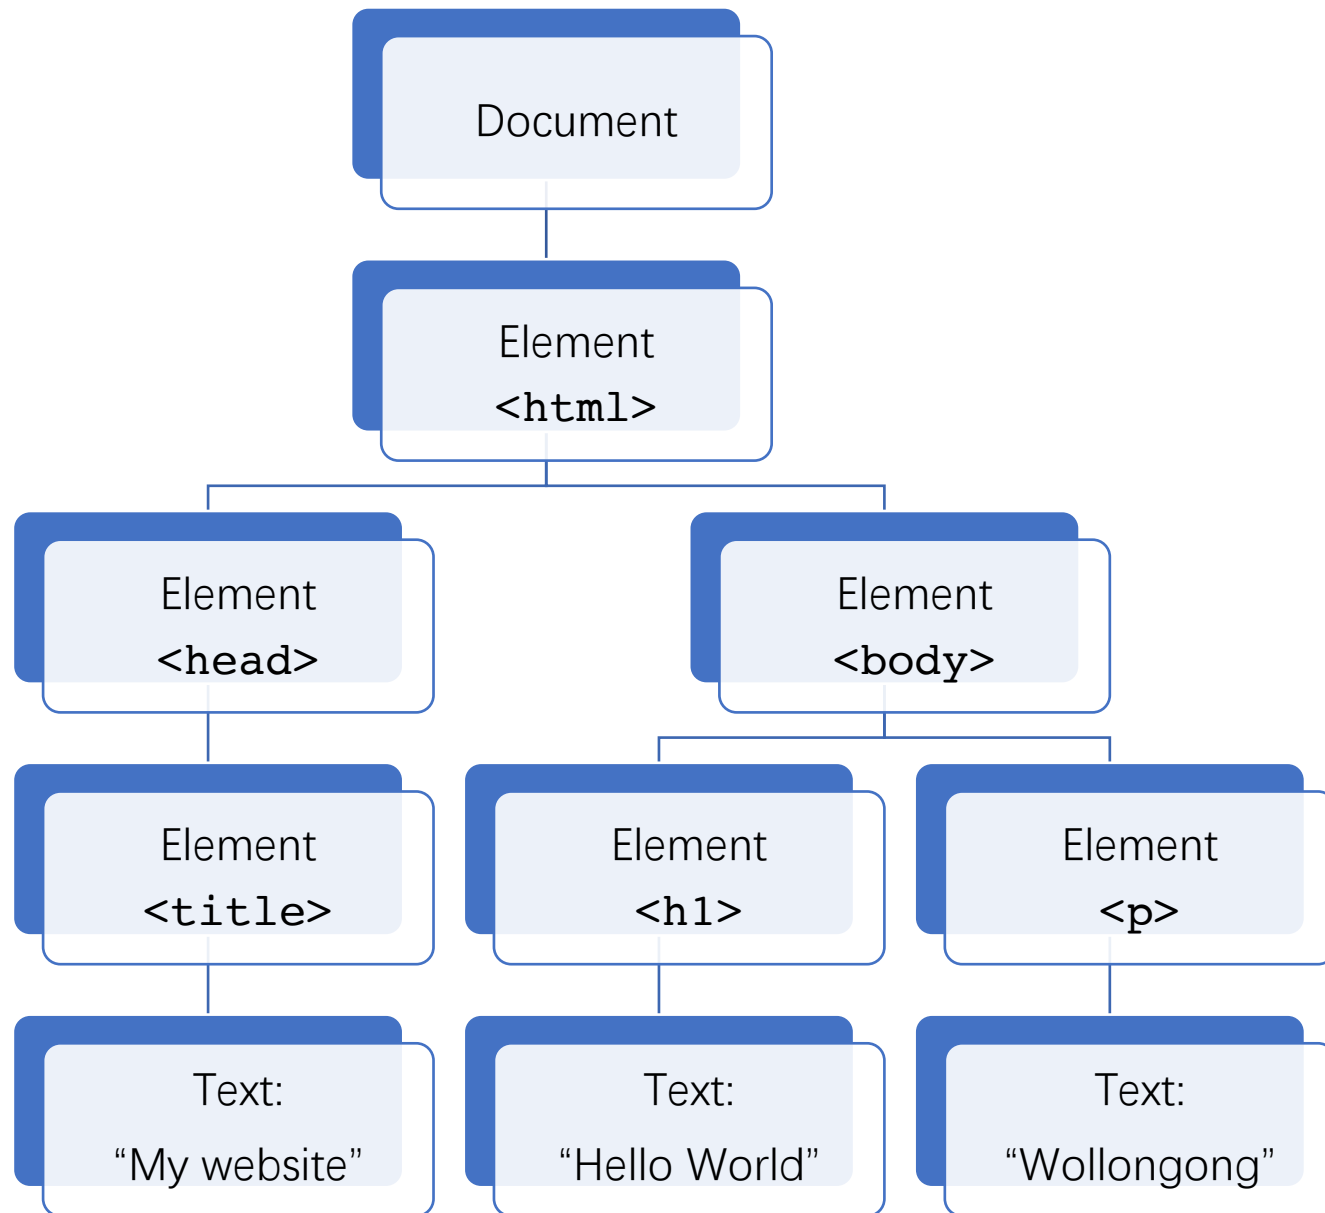 Document
Element
<html>
Element
<head>
Element
<body>
Element
<title>
Element
<h1>
Element
<p>
Text:
“My website”
Text:
“Hello World”
Text:
“Wollongong”